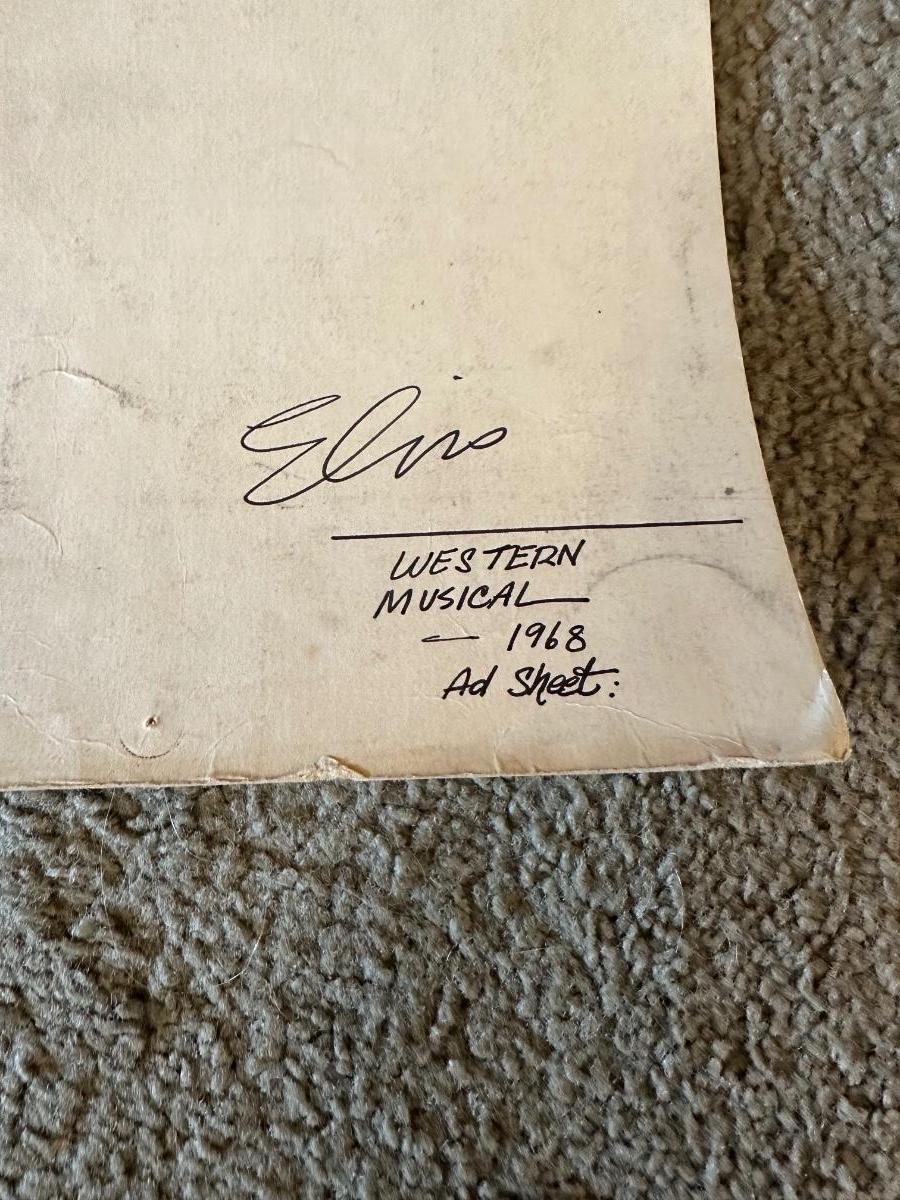 Elvis
WESTERN
MUSICAL
— 1968
Ad Sheet: